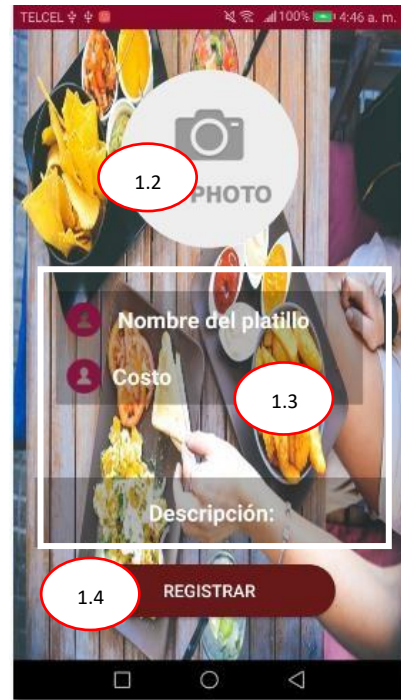 TELCEL 100% 4:46 a. m.
1.2
PHOTO
Nombre del platillo
Costo
1.3
Descripción:
1.4
REGISTRAR